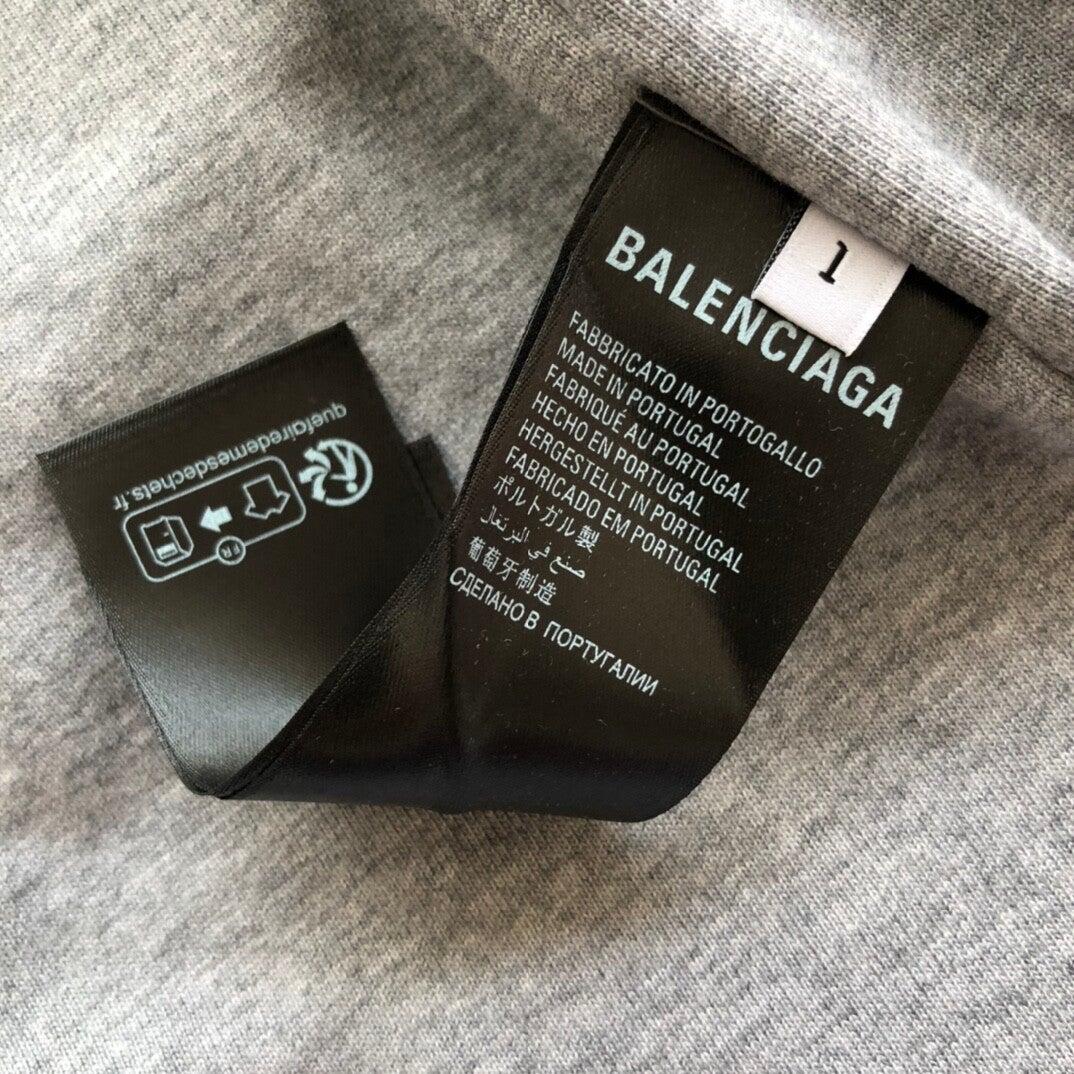 1
BALENCIAGA
FABBRICATO IN PORTOGALLO
MADE IN PORTUGAL
FABRIQUÉ AU PORTUGAL
HECHO EN PORTUGAL
HERGESTELLT IN PORTUGAL
FABRICADO EM PORTUGAL
ポルトガル製
صنع في البرتغال
葡萄牙制造
СДЕЛАНО В ПОРТУГАЛИИ
FR
quefairedemesdechets.fr